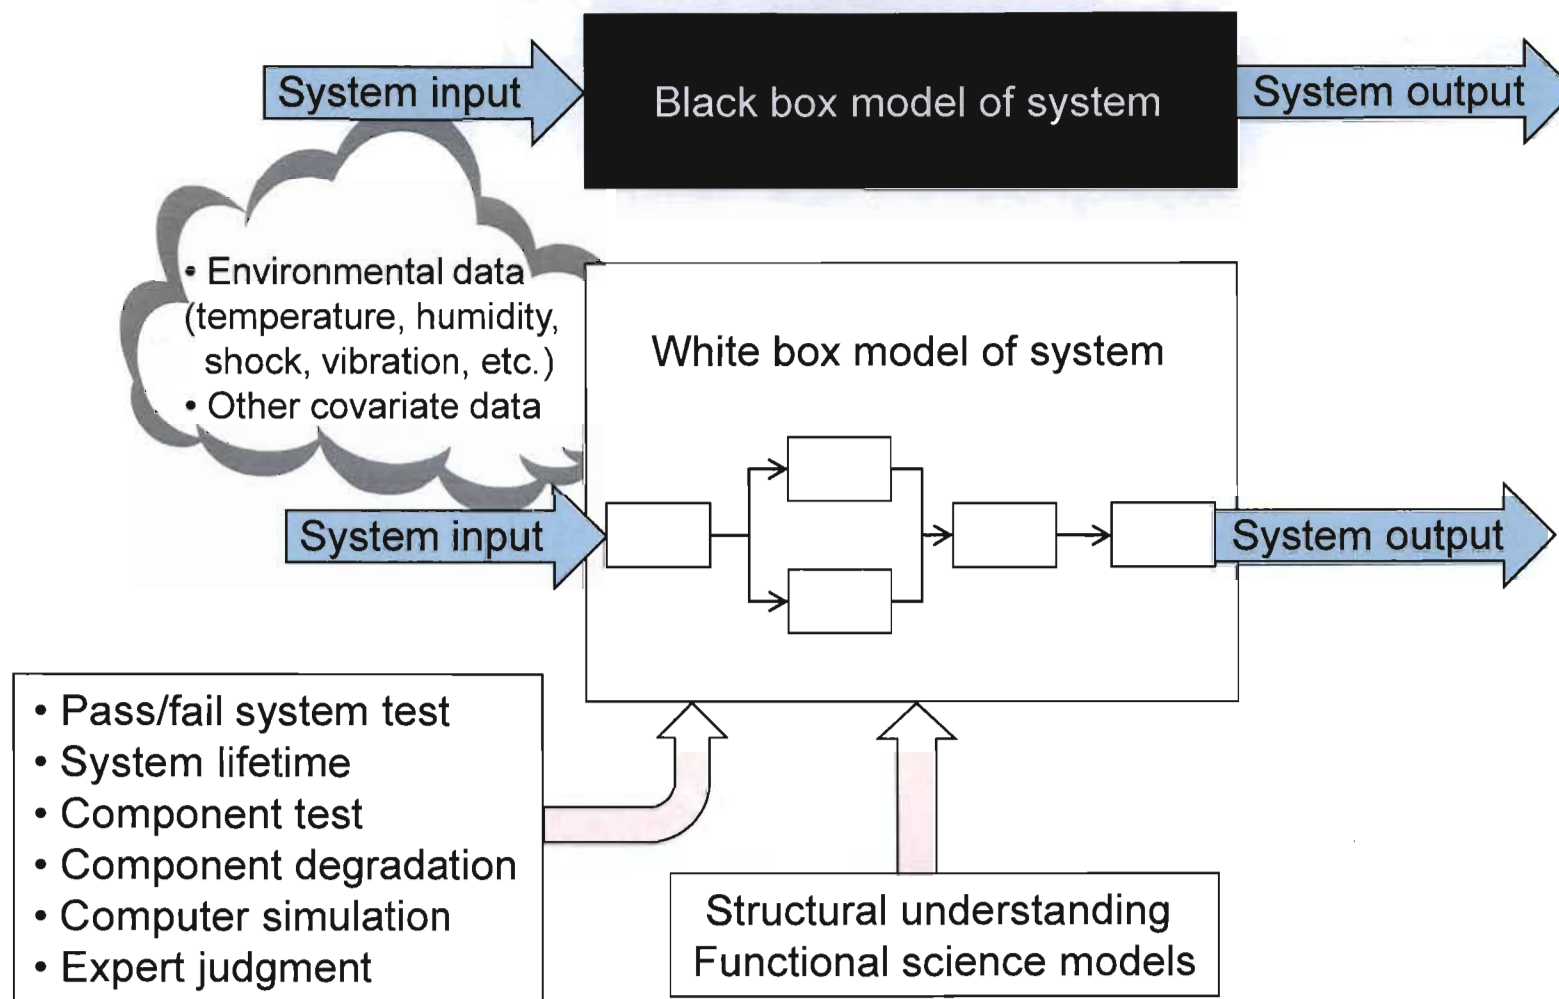 System input
Black box model of system
System output
• Environmental data
(temperature, humidity,
shock, vibration, etc.)
• Other covariate data
White box model of system
System input
System output
• Pass/fail system test
• System lifetime
• Component test
• Component degradation
• Computer simulation
• Expert judgment
Structural understanding
Functional science models